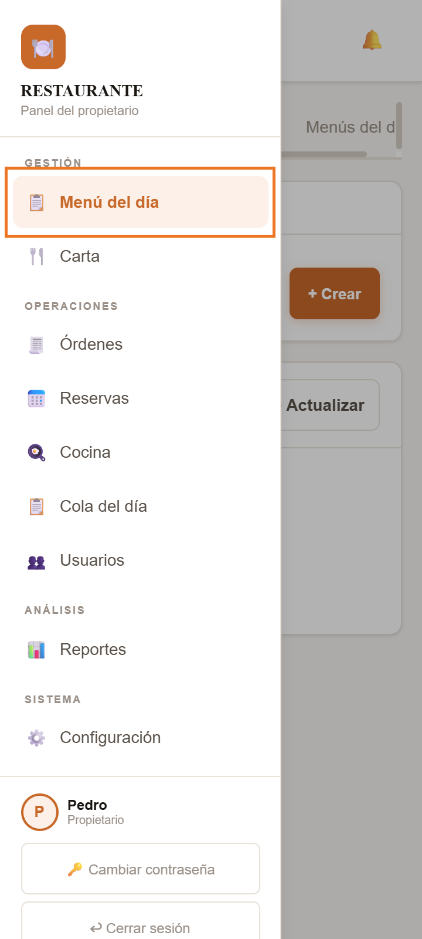 RESTAURANTE
Panel del propietario
GESTIÓN
Menú del día
Carta
OPERACIONES
Órdenes
Reservas
Cocina
Cola del día
Usuarios
ANÁLISIS
Reportes
SISTEMA
Configuración
P
Pedro
Propietario
Cambiar contraseña
Cerrar sesión
Menús del d
+ Crear
Actualizar